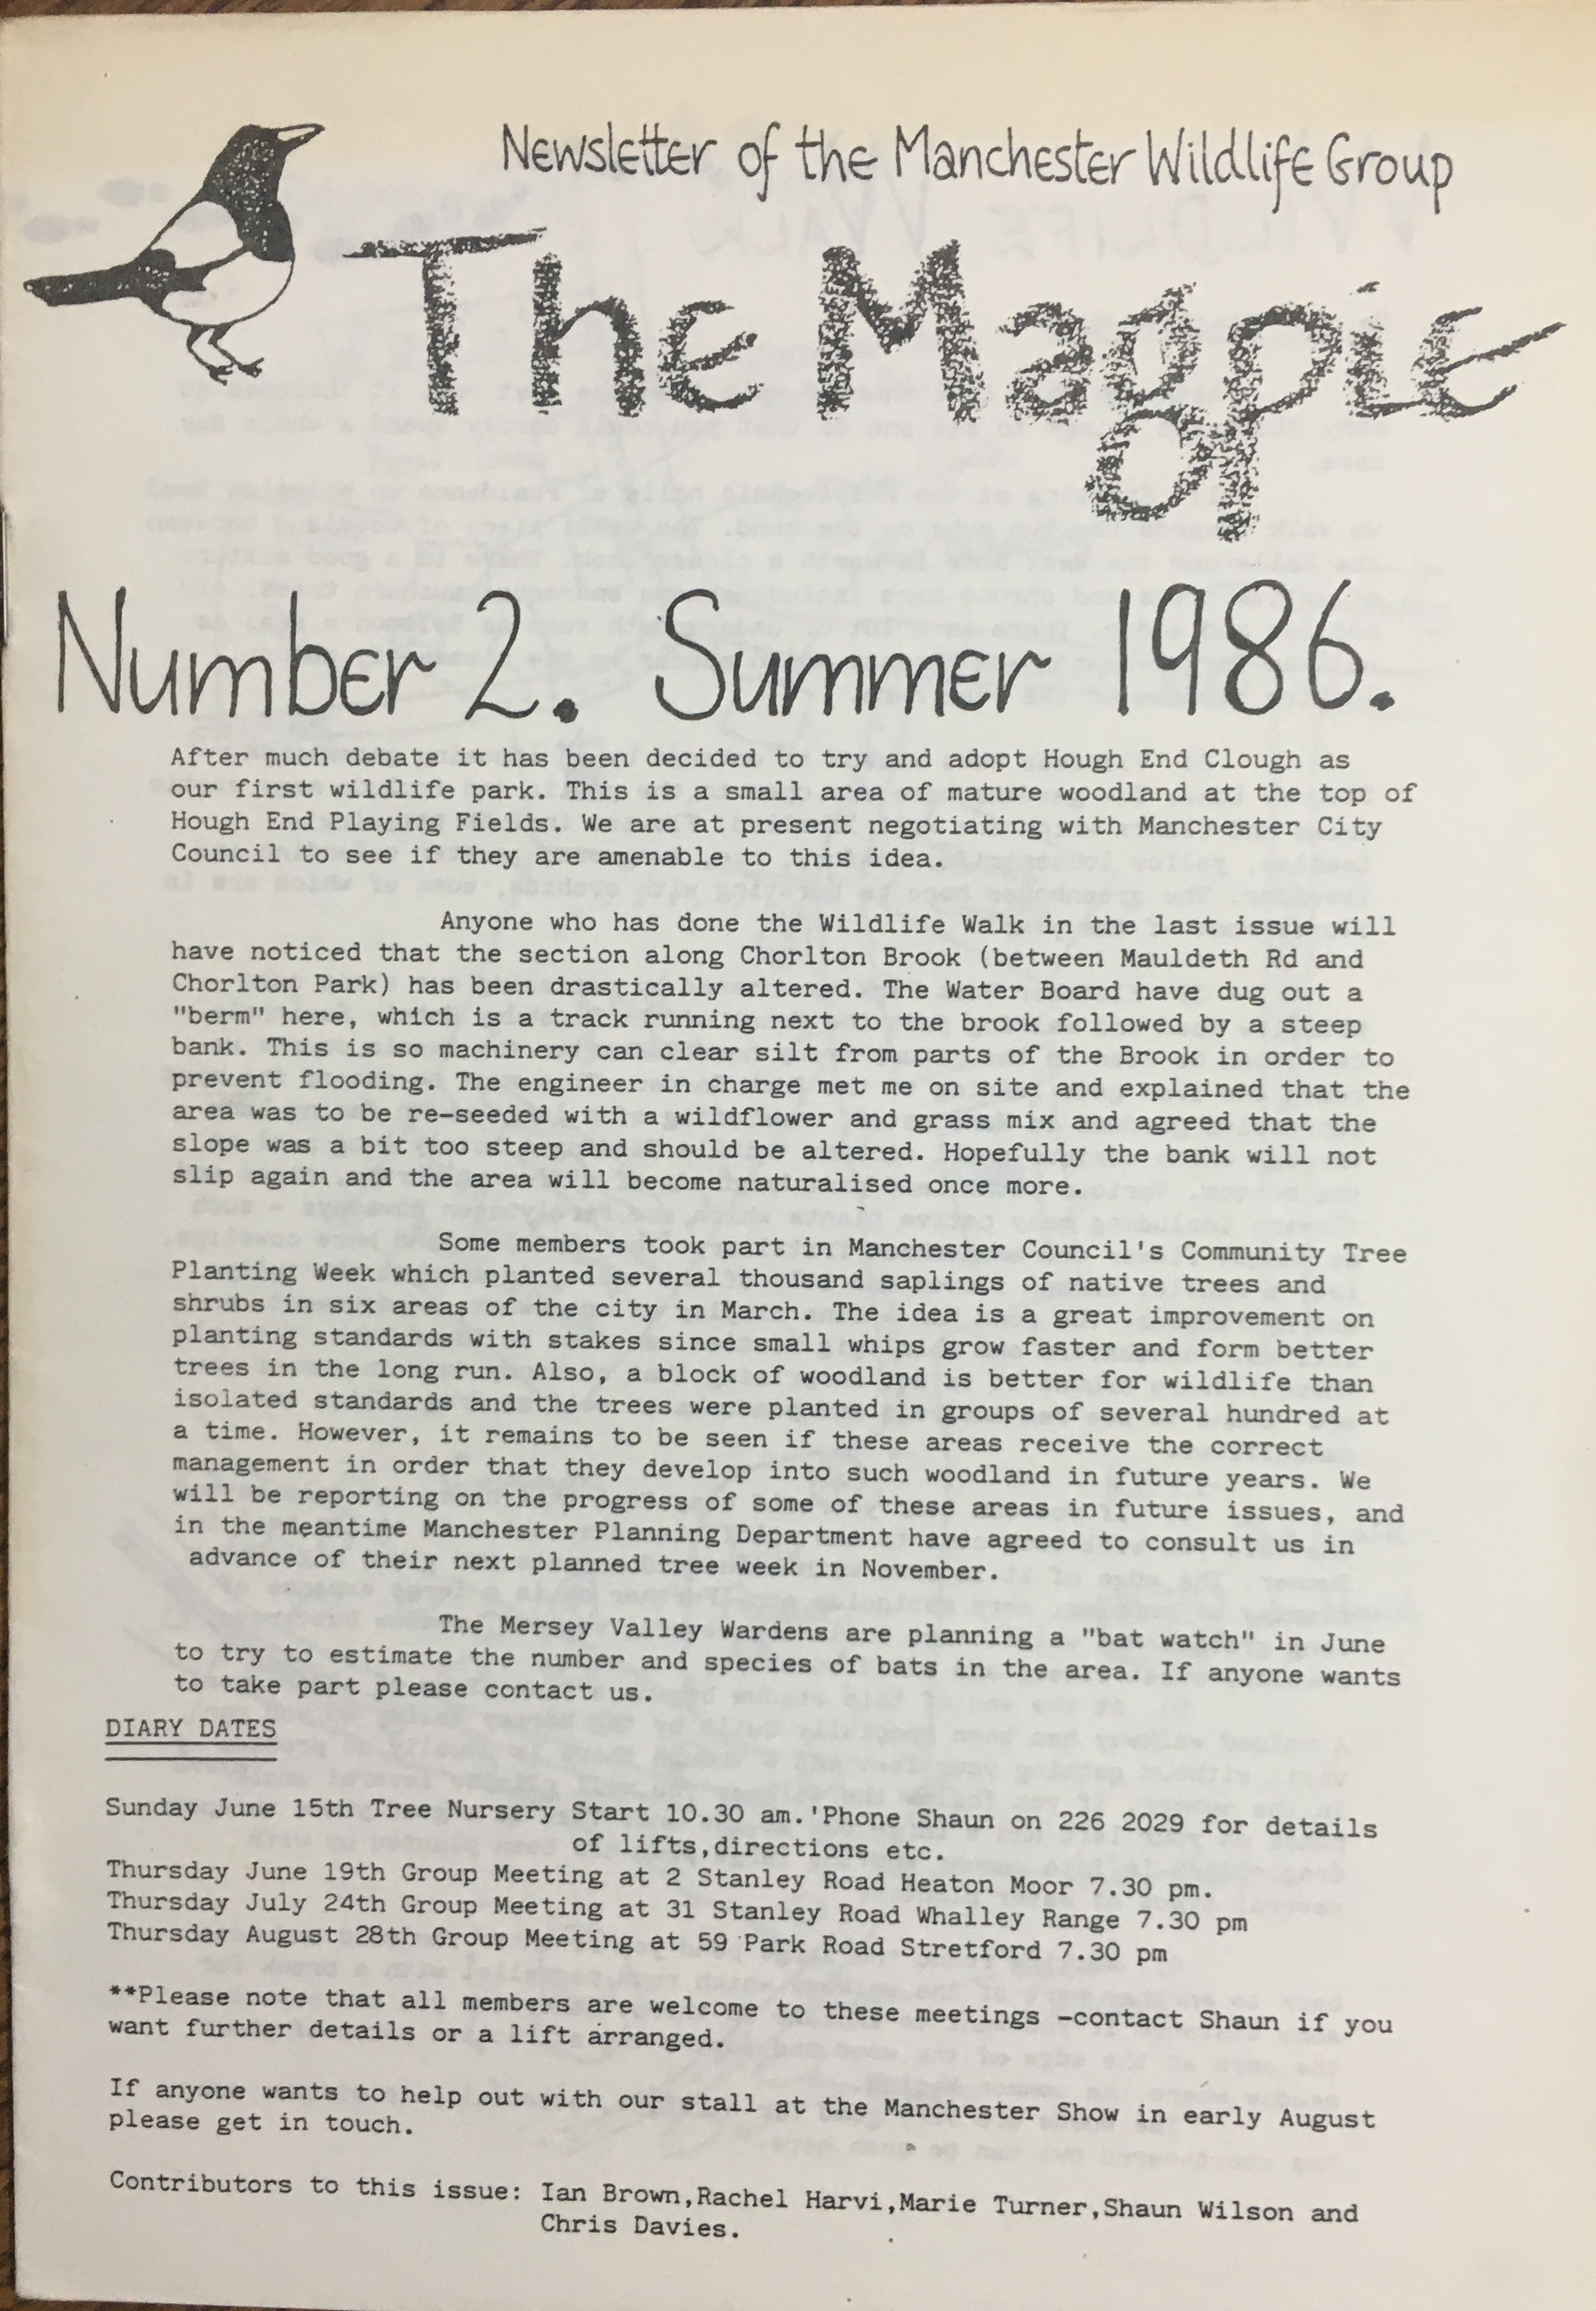 Newsletter of the Manchester Wildlife Group
The Magpie
Number 2. Summer 1986.
After much debate it has been decided to try and adopt Hough End Clough as
our first wildlife park. This is a small area of mature woodland at the top of
Hough End Playing Fields. We are at present negotiating with Manchester City
Council to see if they are amenable to this idea.
Anyone who has done the Wildlife Walk in the last issue will
have noticed that the section along Chorlton Brook (between Mauldeth Rd and
Chorlton Park) has been drastically altered. The Water Board have dug out a
"berm" here, which is a track running next to the brook followed by a steep
bank. This is so machinery can clear silt from parts of the Brook in order to
prevent flooding. The engineer in charge met me on site and explained that the
area was to be re-seeded with a wildflower and grass mix and agreed that the
slope was a bit too steep and should be altered. Hopefully the bank will not
slip again and the area will become naturalised once more.
Some members took part in Manchester Council's Community Tree
Planting Week which planted several thousand saplings of native trees and
shrubs in six areas of the city in March. The idea is a great improvement on
planting standards with stakes since small whips grow faster and form better
trees in the long run. Also, a block of woodland is better for wildlife than
isolated standards and the trees were planted in groups of several hundred at
a time. However, it remains to be seen if these areas receive the correct
management in order that they develop into such woodland in future years. We
will be reporting on the progress of some of these areas in future issues, and
in the meantime Manchester Planning Department have agreed to consult us in
advance of their next planned tree week in November.
The Mersey Valley Wardens are planning a "bat watch" in June
to try to estimate the number and species of bats in the area. If anyone wants
to take part please contact us.
DIARY DATES
Sunday June 15th Tree Nursery Start 10.30 am.'Phone Shaun on 226 2029 for details
of lifts,directions etc.
Thursday June 19th Group Meeting at 2 Stanley Road Heaton Moor 7.30 pm.
Thursday July 24th Group Meeting at 31 Stanley Road Whalley Range 7.30 pm
Thursday August 28th Group Meeting at 59 Park Road Stretford 7.30 pm
**Please note that all members are welcome to these meetings -contact Shaun if you
want further details or a lift arranged.
If anyone wants to help out with our stall at the Manchester Show in early August
please get in touch.
Contributors to this issue: Ian Brown,Rachel Harvi,Marie Turner,Shaun Wilson and
Chris Davies.